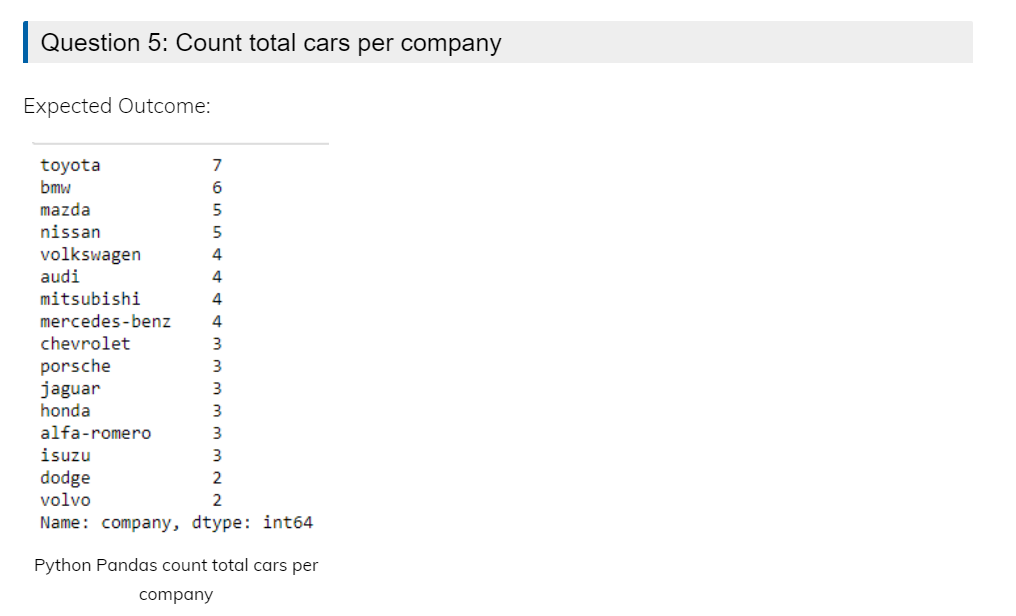 Question 5: Count total cars per company
Expected Outcome:
toyota 7
bmw 6
mazda 5
nissan 5
volkswagen 4
audi 4
mitsubishi 4
mercedes-benz 4
chevrolet 3
porsche 3
jaguar 3
honda 3
alfa-romero 3
isuzu 3
dodge 2
volvo 2
Name: company, dtype: int64
Python Pandas count total cars per
company